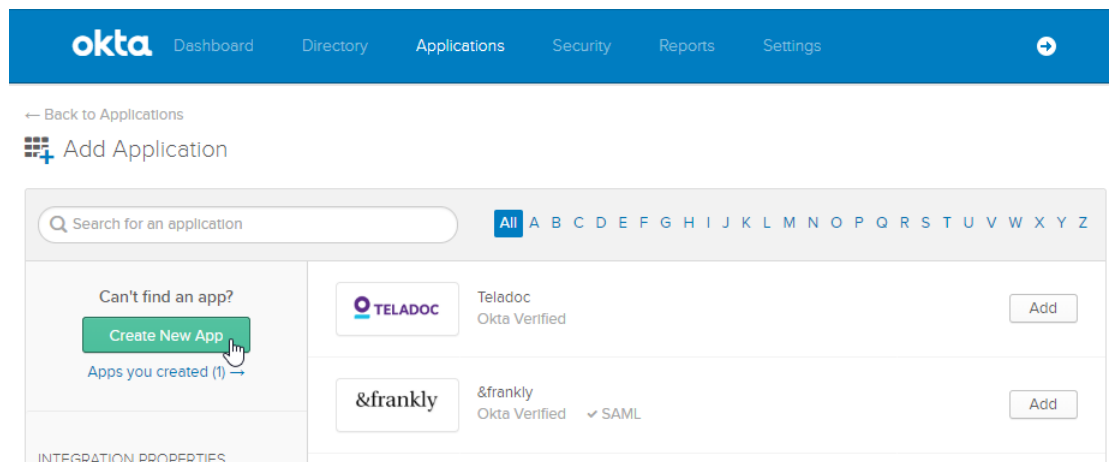 okta Dashboard Directory Applications Security Reports Settings
← Back to Applications
Add Application
Search for an application
All A B C D E F G H I J K L M N O P Q R S T U V W X Y Z
Can't find an app?
Create New App
Apps you created (1) →
INTEGRATION PROPERTIES
TELADOC
Teladoc
Okta Verified
Add
&frankly
&frankly
Okta Verified ✓ SAML
Add